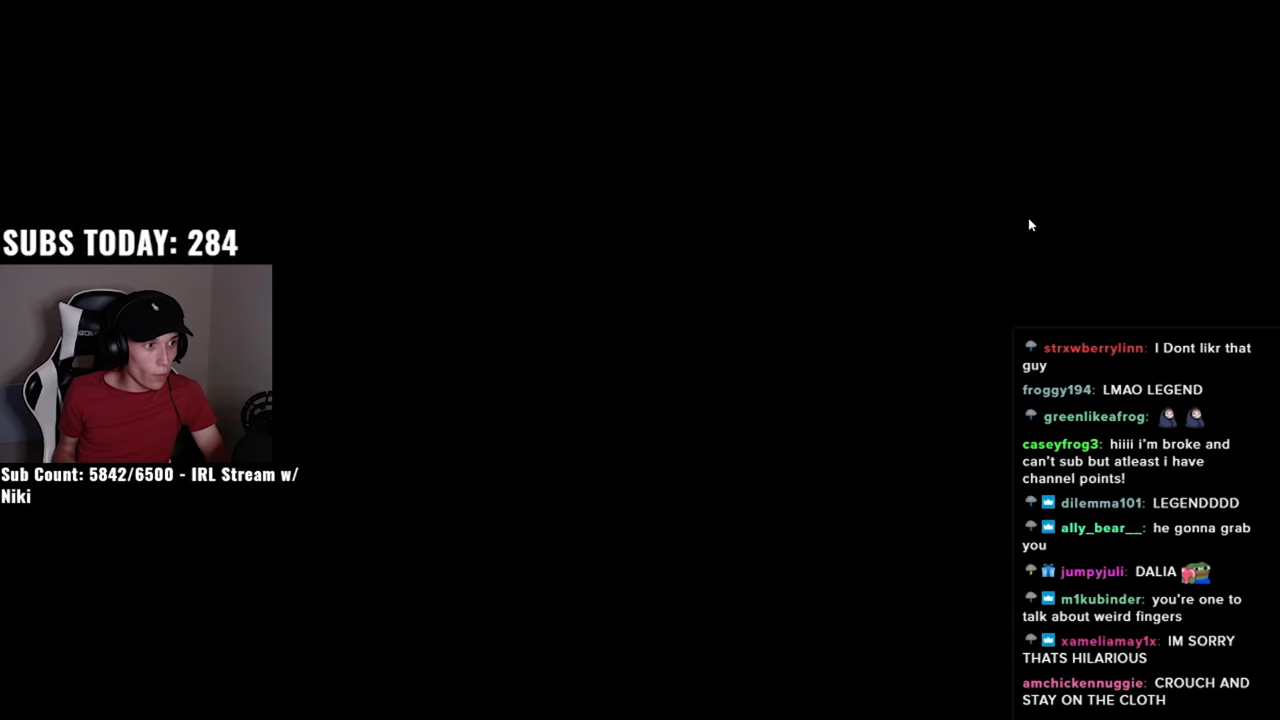 SUBS TODAY: 284
Sub Count: 5842/6500 - IRL Stream w/
Niki
strxwberrylinn: I Dont likr that
guy
froggy194: LMAO LEGEND
greenlikeafrog:
caseyfrog3: hiiii i'm broke and
can't sub but atleast i have
channel points!
dilemma101: LEGENDDDD
ally_bear__: he gonna grab
you
jumpyjuli: DALIA
m1kubinder: you're one to
talk about weird fingers
xameliamay1x: IM SORRY
THATS HILARIOUS
amchickennuggie: CROUCH AND
STAY ON THE CLOTH